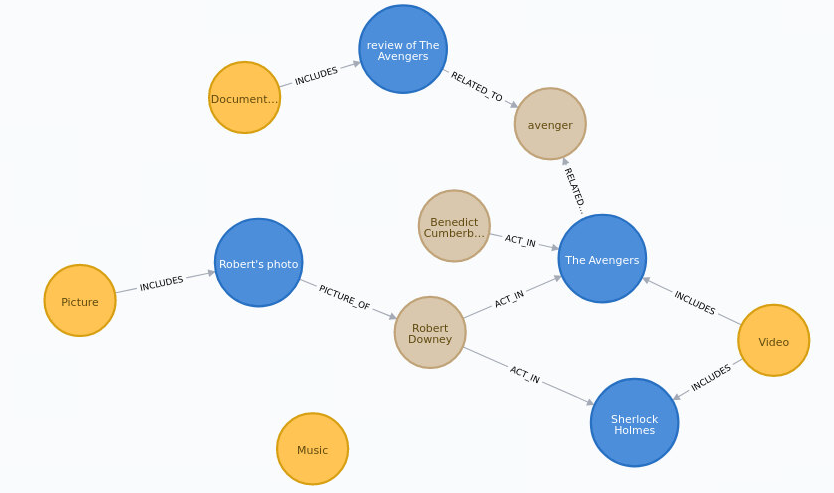 review of The
Avengers
INCLUDES
Document...
RELATED_TO
avenger
RELATED...
Benedict
Cumberb...
ACT_IN
The Avengers
Robert's photo
INCLUDES
Picture
PICTURE_OF
ACT_IN
INCLUDES
Robert
Downey
Video
ACT_IN
INCLUDES
Sherlock
Holmes
Music